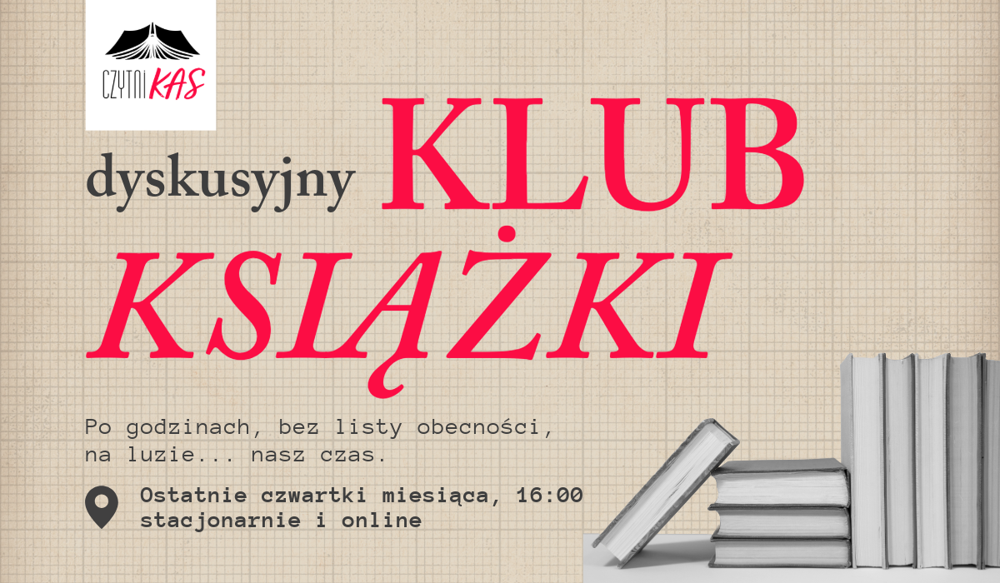 CZYTNiKAS
dyskusyjny KLUB
KSIĄŻKI
Po godzinach, bez listy obecności,
na luzie... nasz czas.
Ostatnie czwartki miesiąca, 16:00
stacjonarnie i online